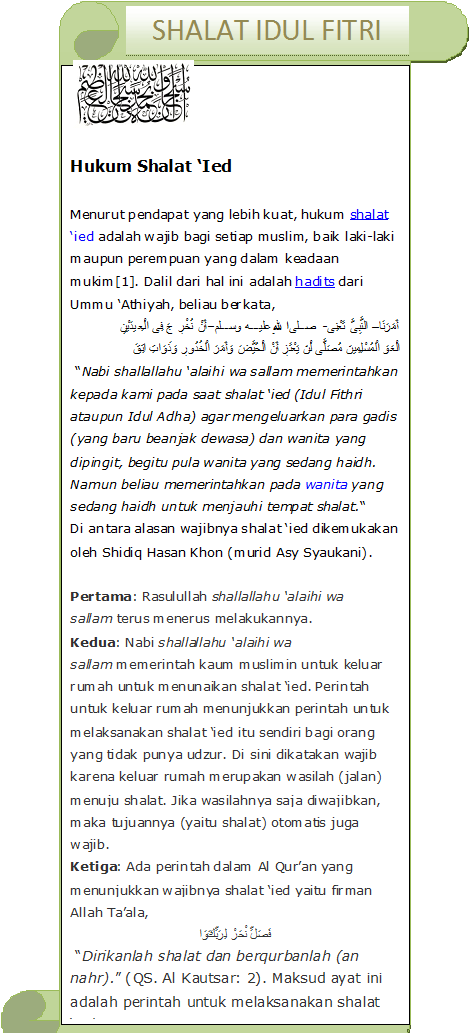 SHALAT IDUL FITRI
Hukum Shalat ‘Ied
Menurut pendapat yang lebih kuat, hukum shalat
‘ied adalah wajib bagi setiap muslim, baik laki-laki
maupun perempuan yang dalam keadaan
mukim[1]. Dalil dari hal ini adalah hadits dari
Ummu ‘Athiyah, beliau berkata,
أَمَرَنَا– النَّبِىَّ تَعْنِى- صــلى ا لله علیــه وســلم–أَنْ نُخْرِ جَ فِى الْعِيدَيْنِ
الْعَوَ الْمُسْلِمِينَ مُصَلَّى لْنَ يَعْتَزِ أَنْ الْحُيَّضَ وَأَمَرَ الْخُدُورِ وَذَوَاتِ اتِقَ
“Nabi shallallahu ‘alaihi wa sallam memerintahkan
kepada kami pada saat shalat ‘ied (Idul Fithri
ataupun Idul Adha) agar mengeluarkan para gadis
(yang baru beanjak dewasa) dan wanita yang
dipingit, begitu pula wanita yang sedang haidh.
Namun beliau memerintahkan pada wanita yang
sedang haidh untuk menjauhi tempat shalat.“
Di antara alasan wajibnya shalat ‘ied dikemukakan
oleh Shidiq Hasan Khon (murid Asy Syaukani).
Pertama: Rasulullah shallallahu ‘alaihi wa
sallam terus menerus melakukannya.
Kedua: Nabi shallallahu ‘alaihi wa
sallam memerintah kaum muslimin untuk keluar
rumah untuk menunaikan shalat ‘ied. Perintah
untuk keluar rumah menunjukkan perintah untuk
melaksanakan shalat ‘ied itu sendiri bagi orang
yang tidak punya udzur. Di sini dikatakan wajib
karena keluar rumah merupakan wasilah (jalan)
menuju shalat. Jika wasilahnya saja diwajibkan,
maka tujuannya (yaitu shalat) otomatis juga
wajib.
Ketiga: Ada perintah dalam Al Qur’an yang
menunjukkan wajibnya shalat ‘ied yaitu firman
Allah Ta’ala,
فَصَلِّ نْحَرْ لِرَبِّكَوَا
“Dirikanlah shalat dan berqurbanlah (an
nahr).” (QS. Al Kautsar: 2). Maksud ayat ini
adalah perintah untuk melaksanakan shalat